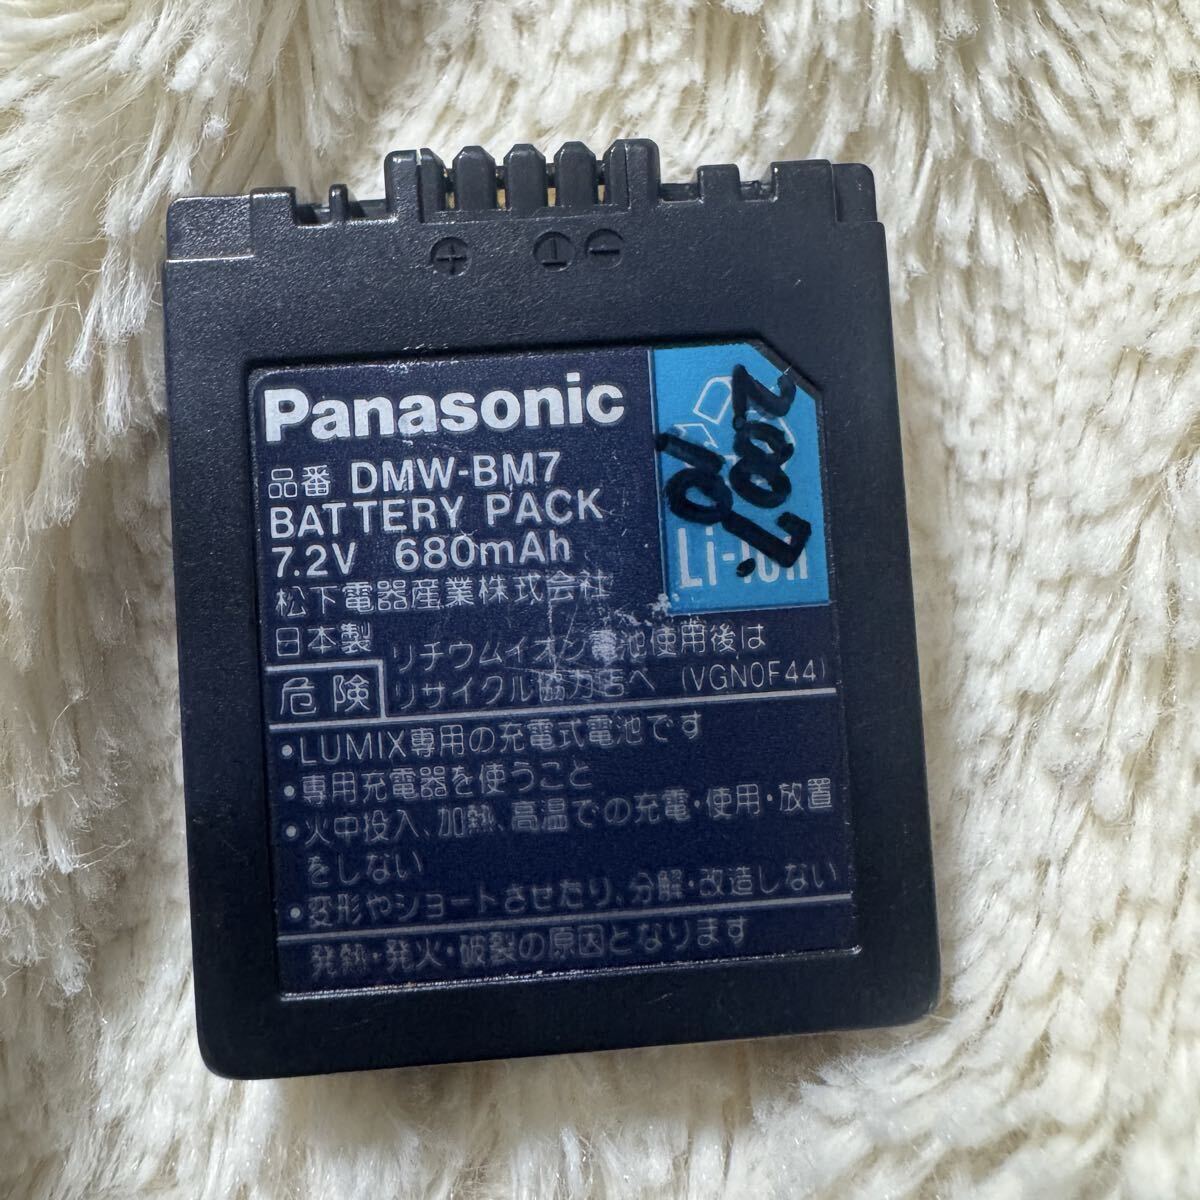 Panasonic
品番 DMW-BM7
BATTERY PACK
7.2V 680mAh
松下電器産業株式会社
日本製
リチウムイオン電池使用後は
リサイクル協力店へ (VGN0F44)
2007.
10
Li-ion
危険
•LUMIX専用の充電式電池です
•専用充電器を使うこと
•火中投入、加熱、高温での充電・使用・放置
をしない
•変形やショートさせたり、分解・改造しない
発熱・発火・破裂の原因となります